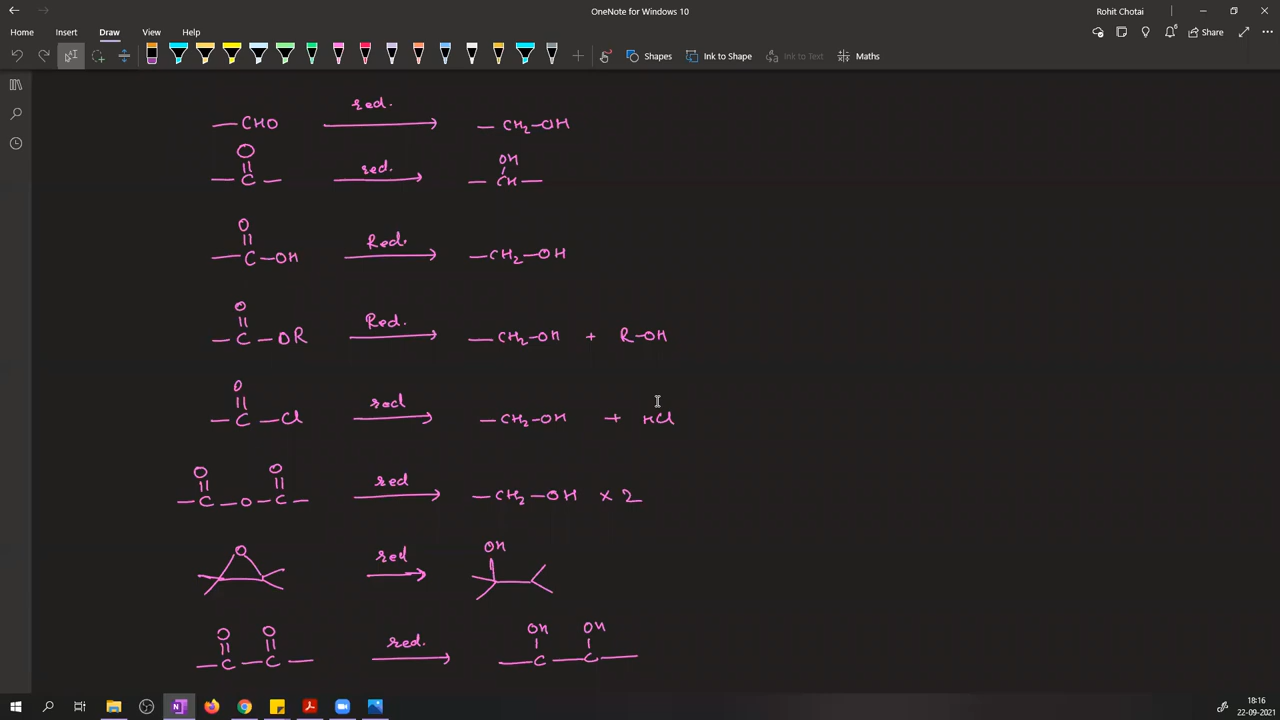 OneNote for Windows 10
Rohit Chotai
Home Insert Draw View Help
Share
Shapes Ink to Shape Ink to Text Maths
—CHO red. —CH₂—OH
O OH
—C— red. —CH—
O
—C—OH Red. —CH₂—OH
O
—C—OR Red. —CH₂—OH + R—OH
O
—C—Cl red —CH₂—OH + HCl
O O
—C—O—C— red —CH₂—OH × 2
O red OH
O O OH OH
—C—C— red. —C—C—
18:16
22-09-2021